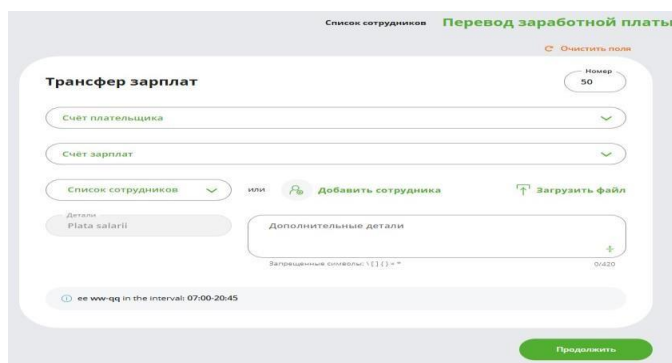 Список сотрудников Перевод заработной платы
Очистить поля
Трансфер зарплат
Номер
50
Счёт плательщика
Счёт зарплат
Список сотрудников или Добавить сотрудника Загрузить файл
Детали
Plata salarii
Дополнительные детали
Запрещенные символы: \ [ ] { } = * 0/420
ee ww-qq in the interval: 07:00-20:45
Продолжить